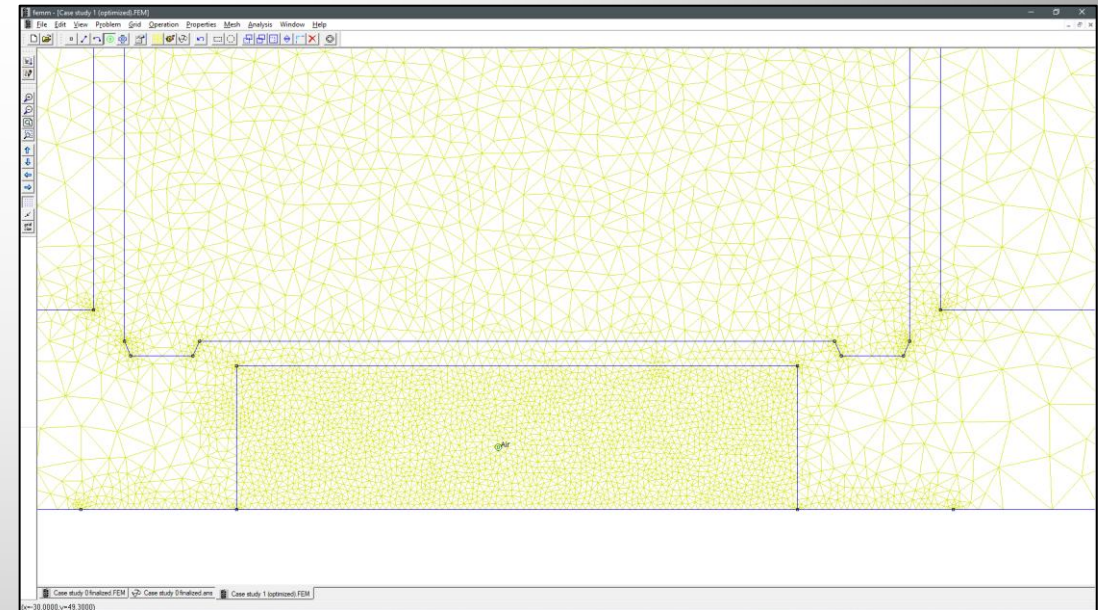 femm - [Case study 1 (optimized).FEM]
File Edit View Problem Grid Operation Properties Mesh Analysis Window Help
Air
Case study 0 finalized.FEM Case study 0 finalized.ans Case study 1 (optimized).FEM
(x=-30.0000,y=49.3000)